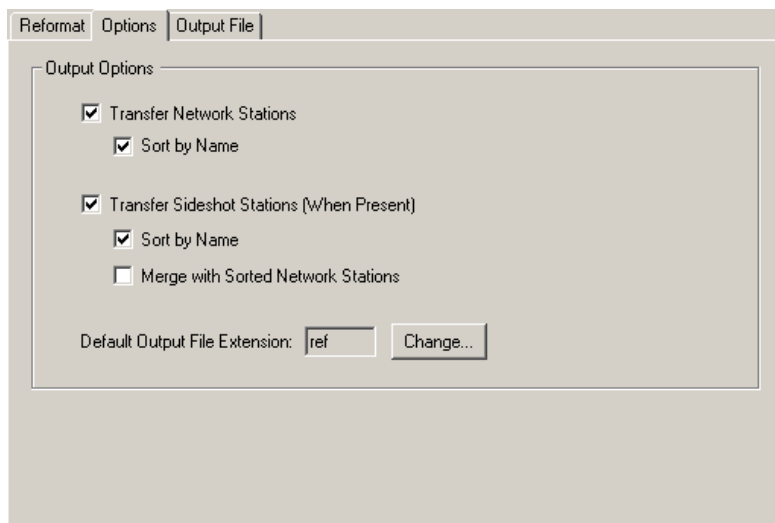 Reformat Options Output File
Output Options
Transfer Network Stations
Sort by Name
Transfer Sideshot Stations (When Present)
Sort by Name
Merge with Sorted Network Stations
Default Output File Extension: ref Change...